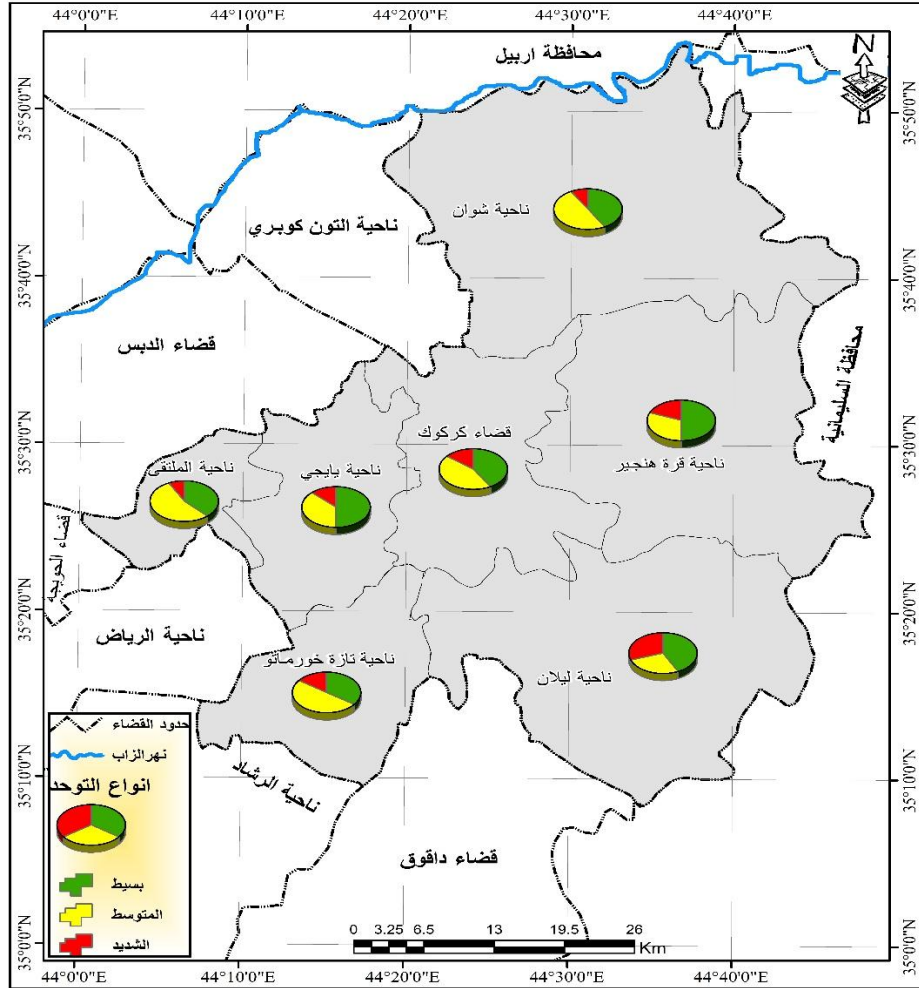 44°0'0"E 44°10'0"E 44°20'0"E 44°30'0"E 44°40'0"E
N
محافظة اربيل
35°50'0"N 35°50'0"N
ناحية شوان
ناحية التون كوبري
35°40'0"N 35°40'0"N
قضاء الدبس
محافظة السليمانية
قضاء كركوك
35°30'0"N 35°30'0"N
ناحية الملتقى
ناحية يايجي
ناحية قرة هنجير
قضاء الحويجه
35°20'0"N 35°20'0"N
ناحية الرياض
ناحية تازة خورماتو
ناحية ليلان
حدود القضاء
نهرالزاب
ناحية الرشاد
35°10'0"N 35°10'0"N
انواع التوحد
قضاء داقوق
بسيط
المتوسط
الشديد
0 3.25 6.5 13 19.5 26
Km
35°0'0"N 35°0'0"N
44°0'0"E 44°10'0"E 44°20'0"E 44°30'0"E 44°40'0"E